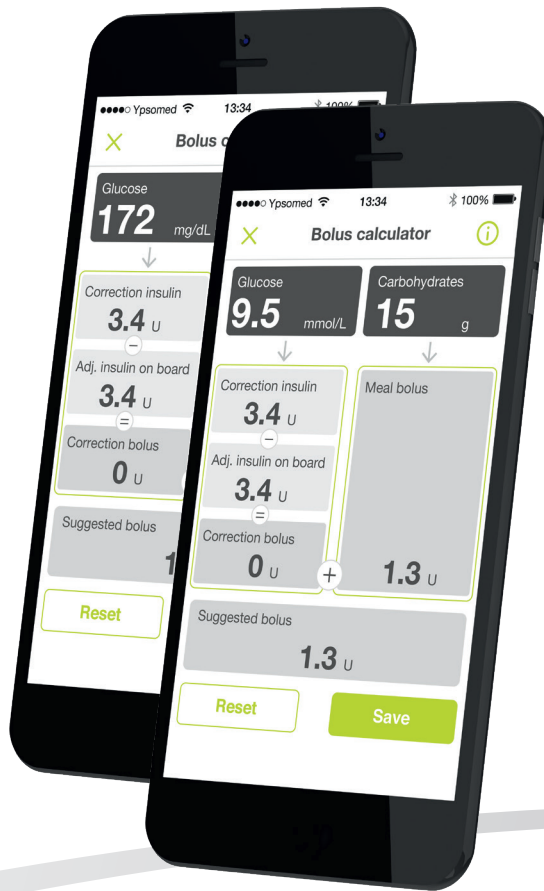 Ypsomed 13:34 100%
Bolus c
Glucose
172 mg/dL
Correction insulin
3.4 U
−
Adj. insulin on board
3.4 U
=
Correction bolus
0 U
Suggested bolus
1
Reset
Ypsomed 13:34 100%
Bolus calculator
Glucose
9.5 mmol/L
Carbohydrates
15 g
Correction insulin
3.4 U
−
Adj. insulin on board
3.4 U
=
Correction bolus
0 U
Meal bolus
1.3 U
+
Suggested bolus
1.3 U
Reset
Save